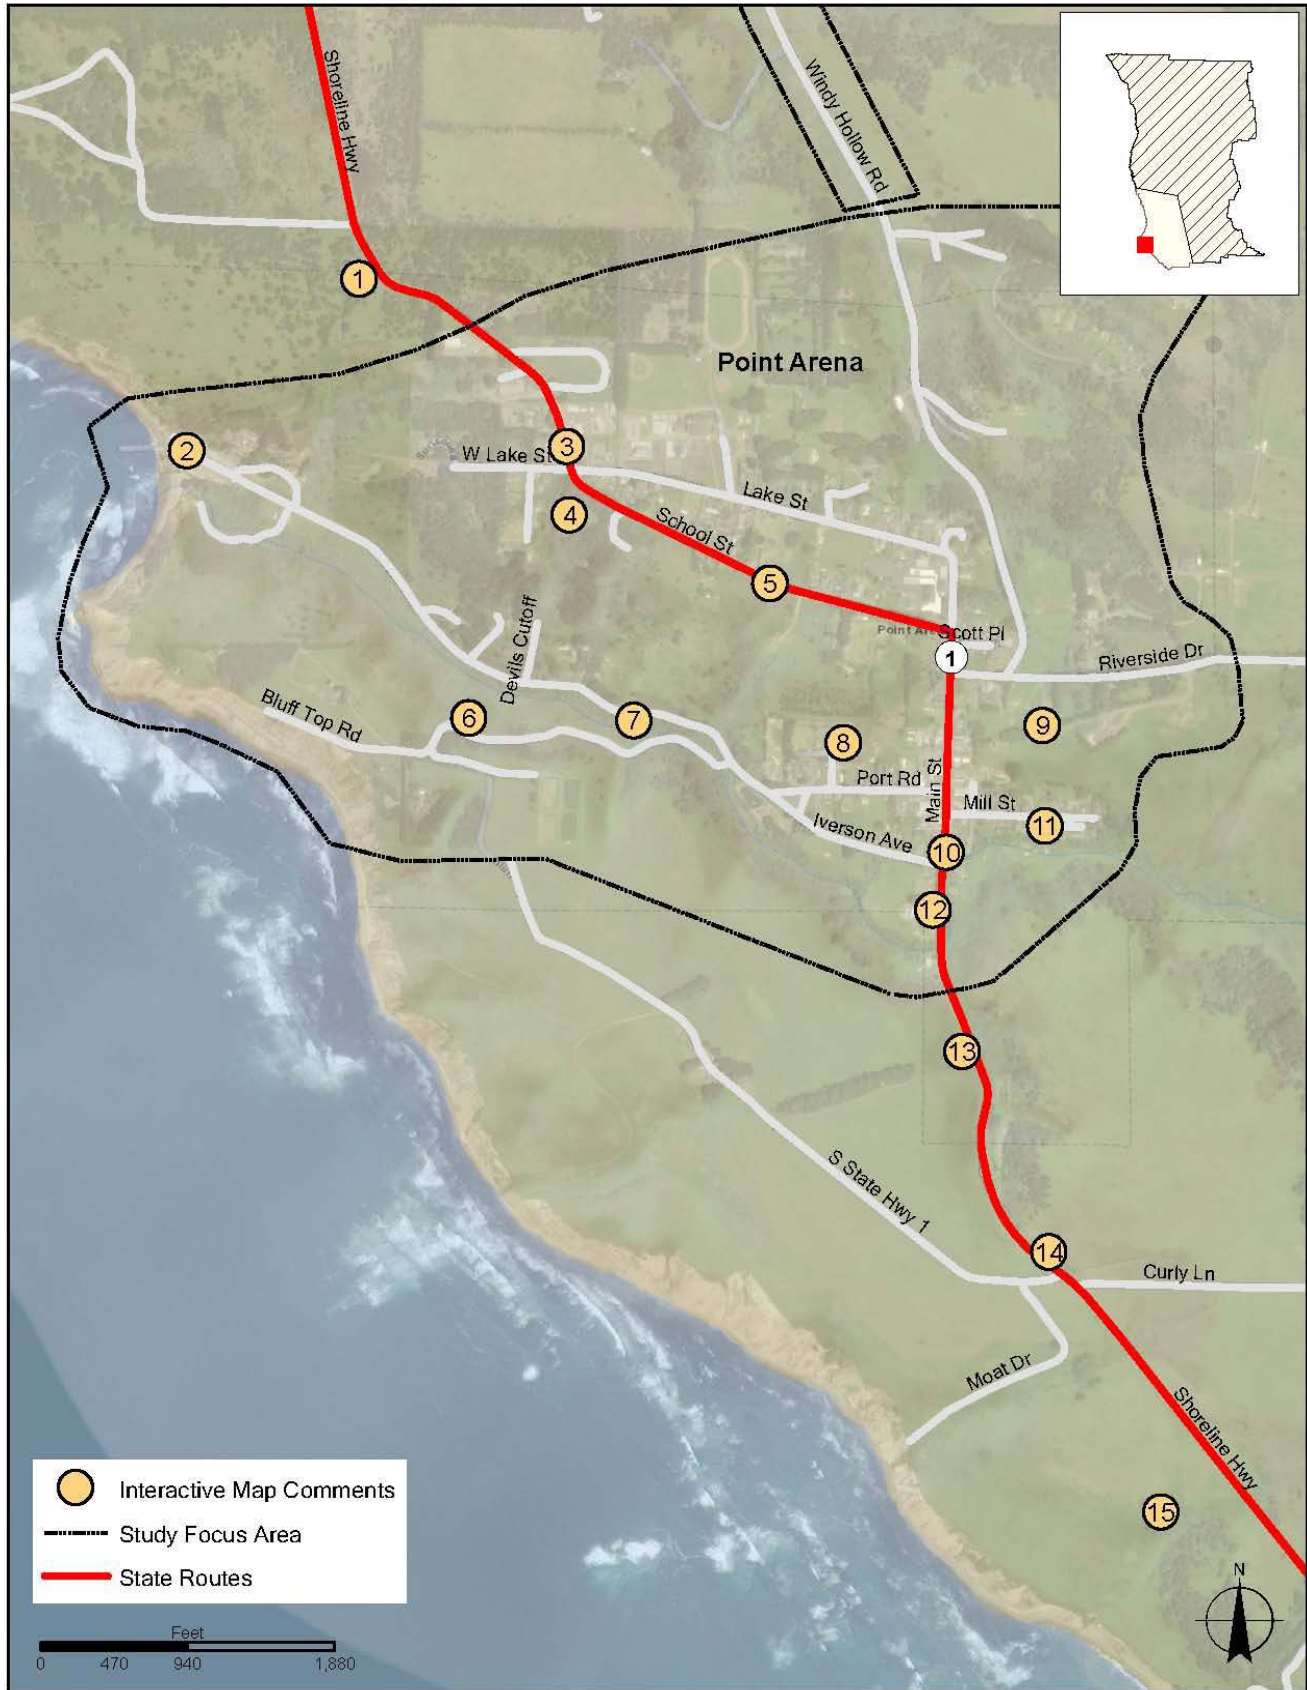 Shoreline Hwy
Windy Hollow Rd
1
Point Arena
2
3
W Lake St
Lake St
4
School St
5
Scott Pl
1
Riverside Dr
Devils Cutoff
Bluff Top Rd
6
7
8
9
Port Rd
Main St
Mill St
11
Iverson Ave
10
12
13
S State Hwy 1
14
Curly Ln
Moat Dr
Shoreline Hwy
15
Interactive Map Comments
Study Focus Area
State Routes
N
Feet
0 470 940 1,880